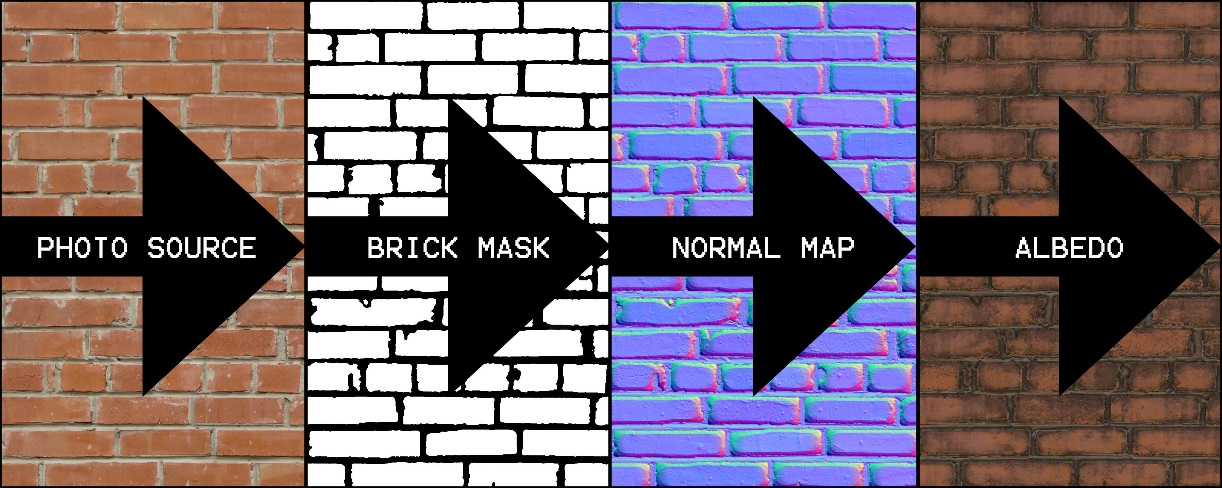 PHOTO SOURCE
BRICK MASK
NORMAL MAP
ALBEDO